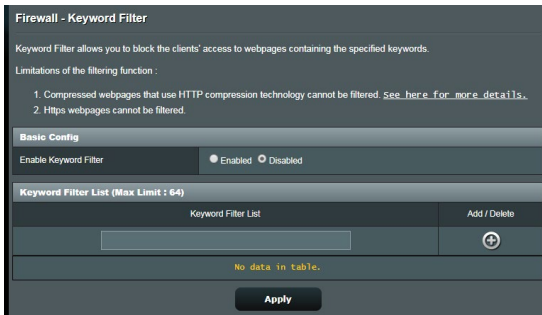 Firewall - Keyword Filter
Keyword Filter allows you to block the clients' access to webpages containing the specified keywords.
Limitations of the filtering function :
1. Compressed webpages that use HTTP compression technology cannot be filtered. See here for more details.
2. Https webpages cannot be filtered.
Basic Config
Enable Keyword Filter Enabled Disabled
Keyword Filter List (Max Limit : 64)
Keyword Filter List Add / Delete
No data in table.
Apply